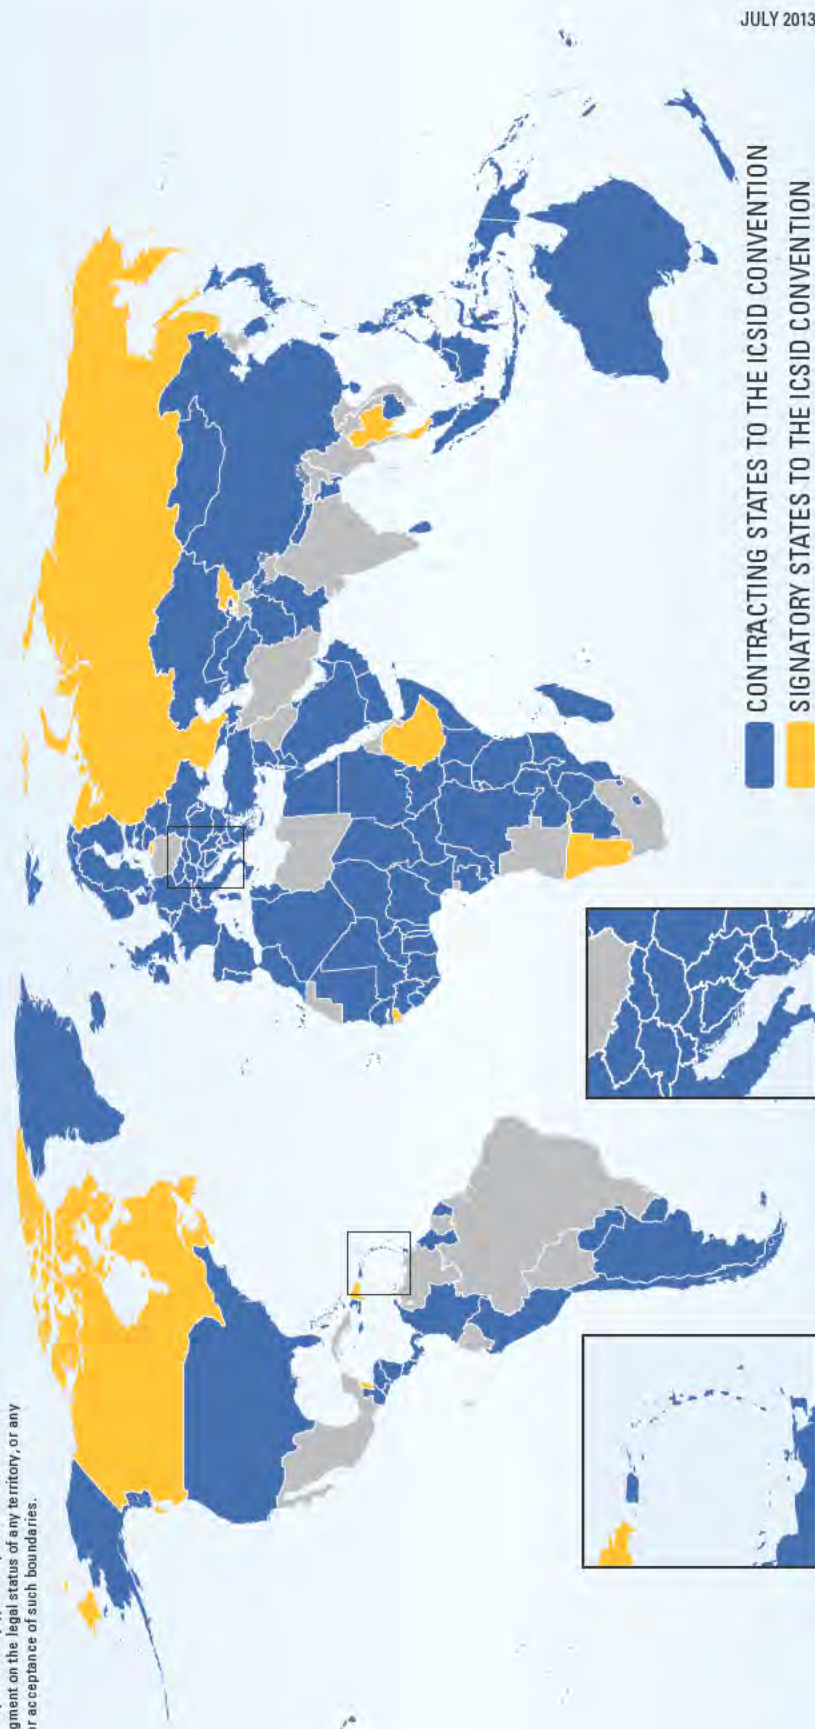 JULY 2013
CONTRACTING STATES TO THE ICSID CONVENTION
SIGNATORY STATES TO THE ICSID CONVENTION
gment on the legal status of any territory, or any
r acceptance of such boundaries.